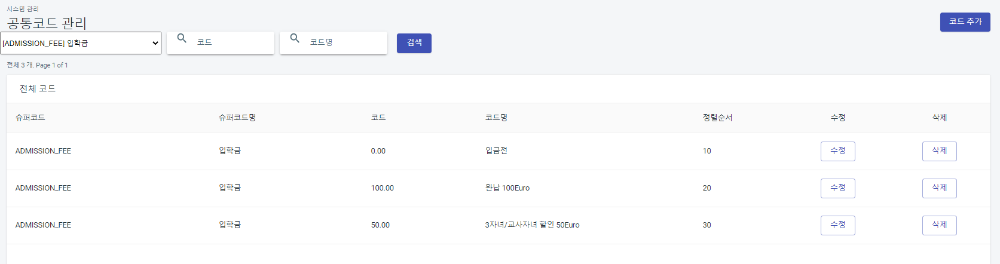 시스템 관리
공통코드 관리
코드 추가
[ADMISSION_FEE] 입학금
코드
코드명
검색
전체 3 개. Page 1 of 1
전체 코드
슈퍼코드 슈퍼코드명 코드 코드명 정렬순서 수정 삭제
ADMISSION_FEE 입학금 0.00 입금전 10 수정 삭제
ADMISSION_FEE 입학금 100.00 완납 100Euro 20 수정 삭제
ADMISSION_FEE 입학금 50.00 3자녀/교사자녀 할인 50Euro 30 수정 삭제